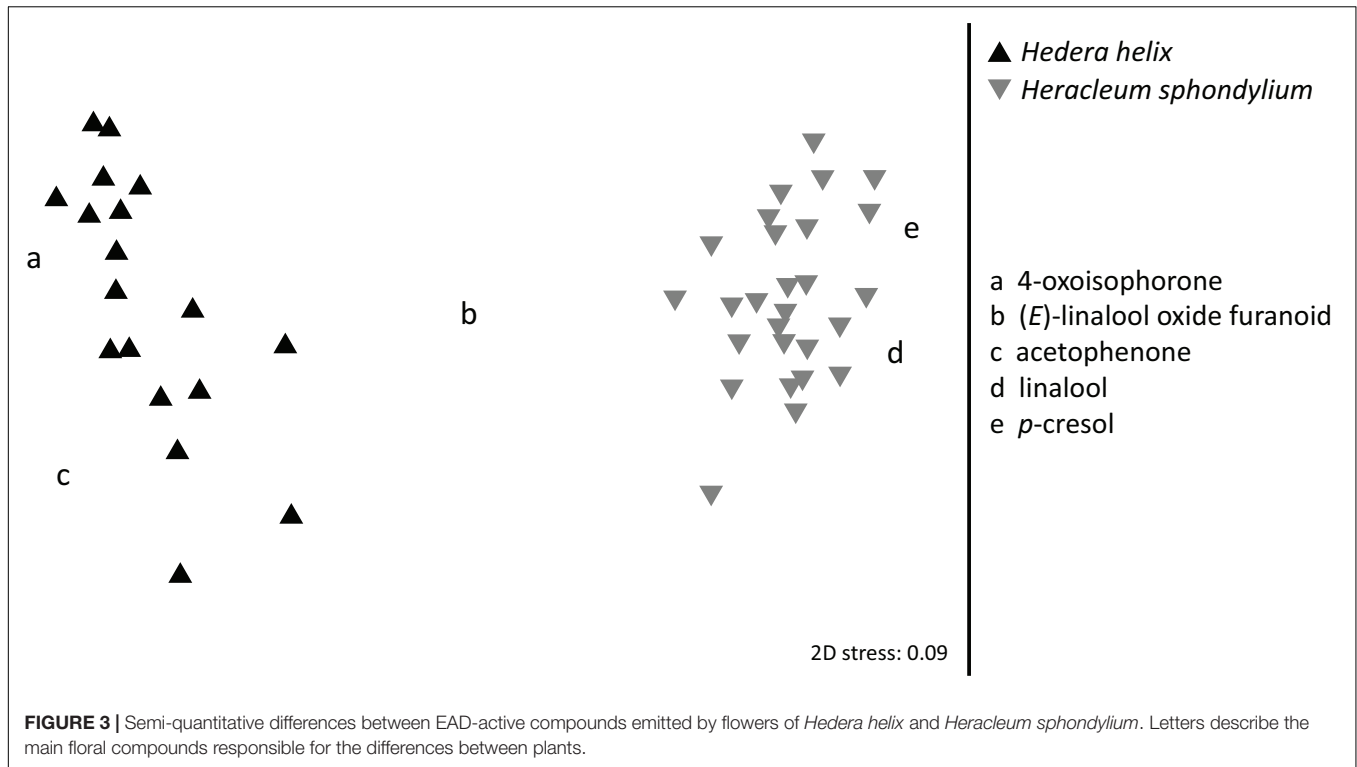 Hedera helix
Heracleum sphondylium
a
b
c
d
e
a 4-oxoisophorone
b (E)-linalool oxide furanoid
c acetophenone
d linalool
e p-cresol
2D stress: 0.09
FIGURE 3 | Semi-quantitative differences between EAD-active compounds emitted by flowers of Hedera helix and Heracleum sphondylium. Letters describe the
main floral compounds responsible for the differences between plants.